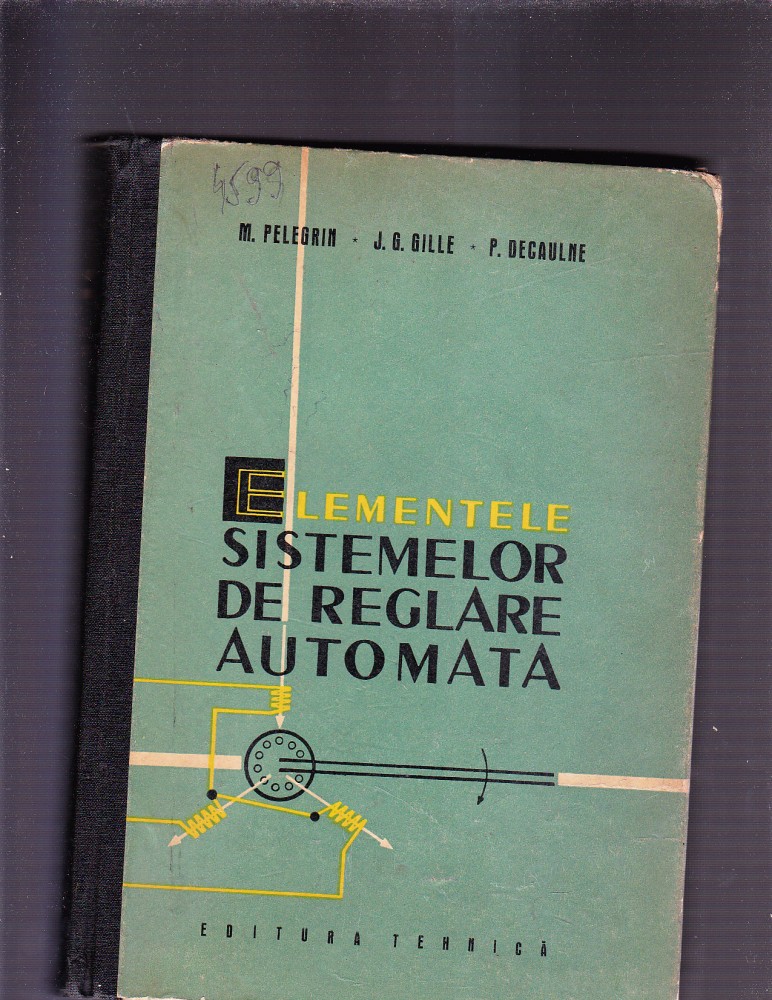 4599
M. PELEGRIN * J. G. GILLE * P. DECAULNE
ELEMENTELE
SISTEMELOR
DE REGLARE
AUTOMATA
EDITURA TEHNICĂ